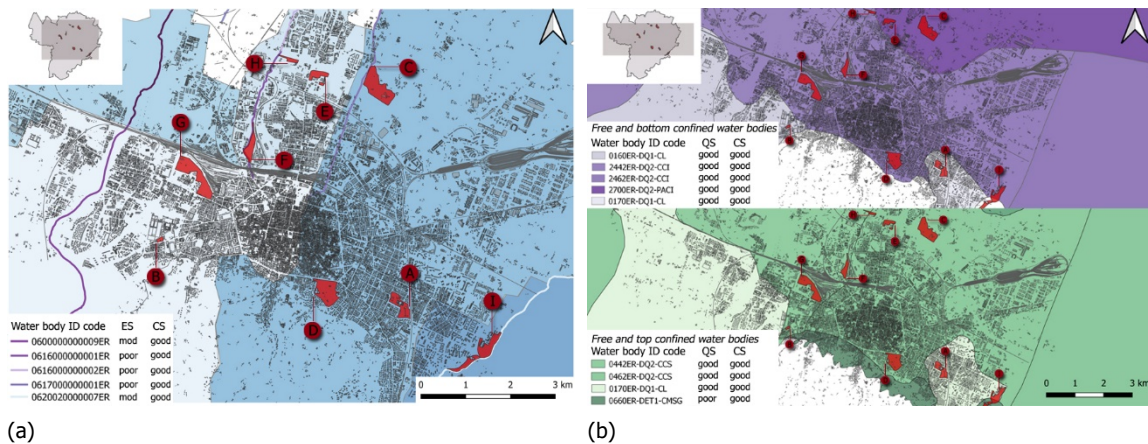 H
C
E
G
F
B
A
D
I
Water body ID code ES CS
0600000000009ER mod good
0616000000001ER poor good
0616000000002ER poor good
0617000000001ER poor good
0620020000007ER mod good
0 1 2 3 km
(a)
Free and bottom confined water bodies
Water body ID code QS CS
0160ER-DQ1-CL good good
2442ER-DQ2-CCI good good
2462ER-DQ2-CCI good good
2700ER-DQ2-PACI good good
0170ER-DQ1-CL good good
Free and top confined water bodies
Water body ID code QS CS
0442ER-DQ2-CCS good good
0462ER-DQ2-CCS good good
0170ER-DQ1-CL good good
0660ER-DET1-CMSG poor good
0 1 2 3 km
(b)